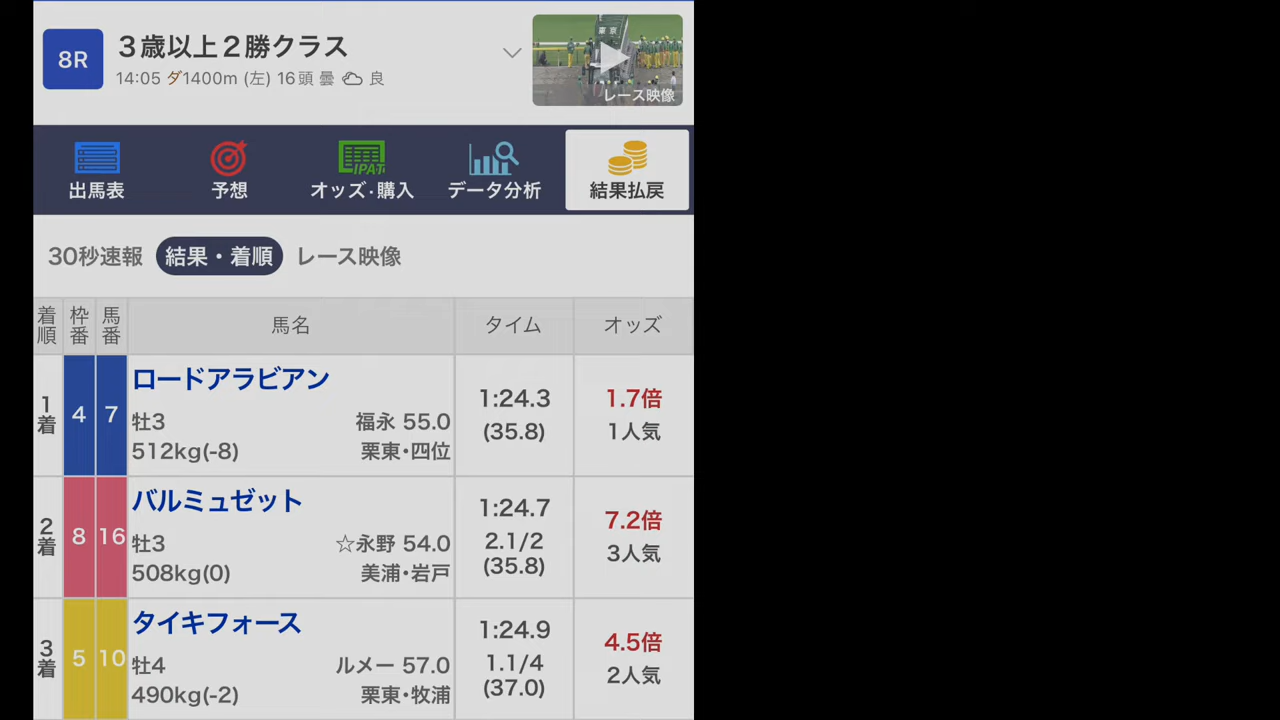 8R
3歳以上2勝クラス
14:05 ダ1400m (左) 16頭 曇 良
東京
レース映像
出馬表
予想
IPAT
オッズ・購入
データ分析
結果払戻
30秒速報
結果・着順
レース映像
着順
枠番
馬番
馬名
タイム
オッズ
1着
4
7
ロードアラビアン
牡3
福永 55.0
512kg(-8)
栗東・四位
1:24.3
(35.8)
1.7倍
1人気
2着
8
16
バルミュゼット
牡3
☆永野 54.0
508kg(0)
美浦・岩戸
1:24.7
2.1/2
(35.8)
7.2倍
3人気
3着
5
10
タイキフォース
牡4
ルメー 57.0
490kg(-2)
栗東・牧浦
1:24.9
1.1/4
(37.0)
4.5倍
2人気